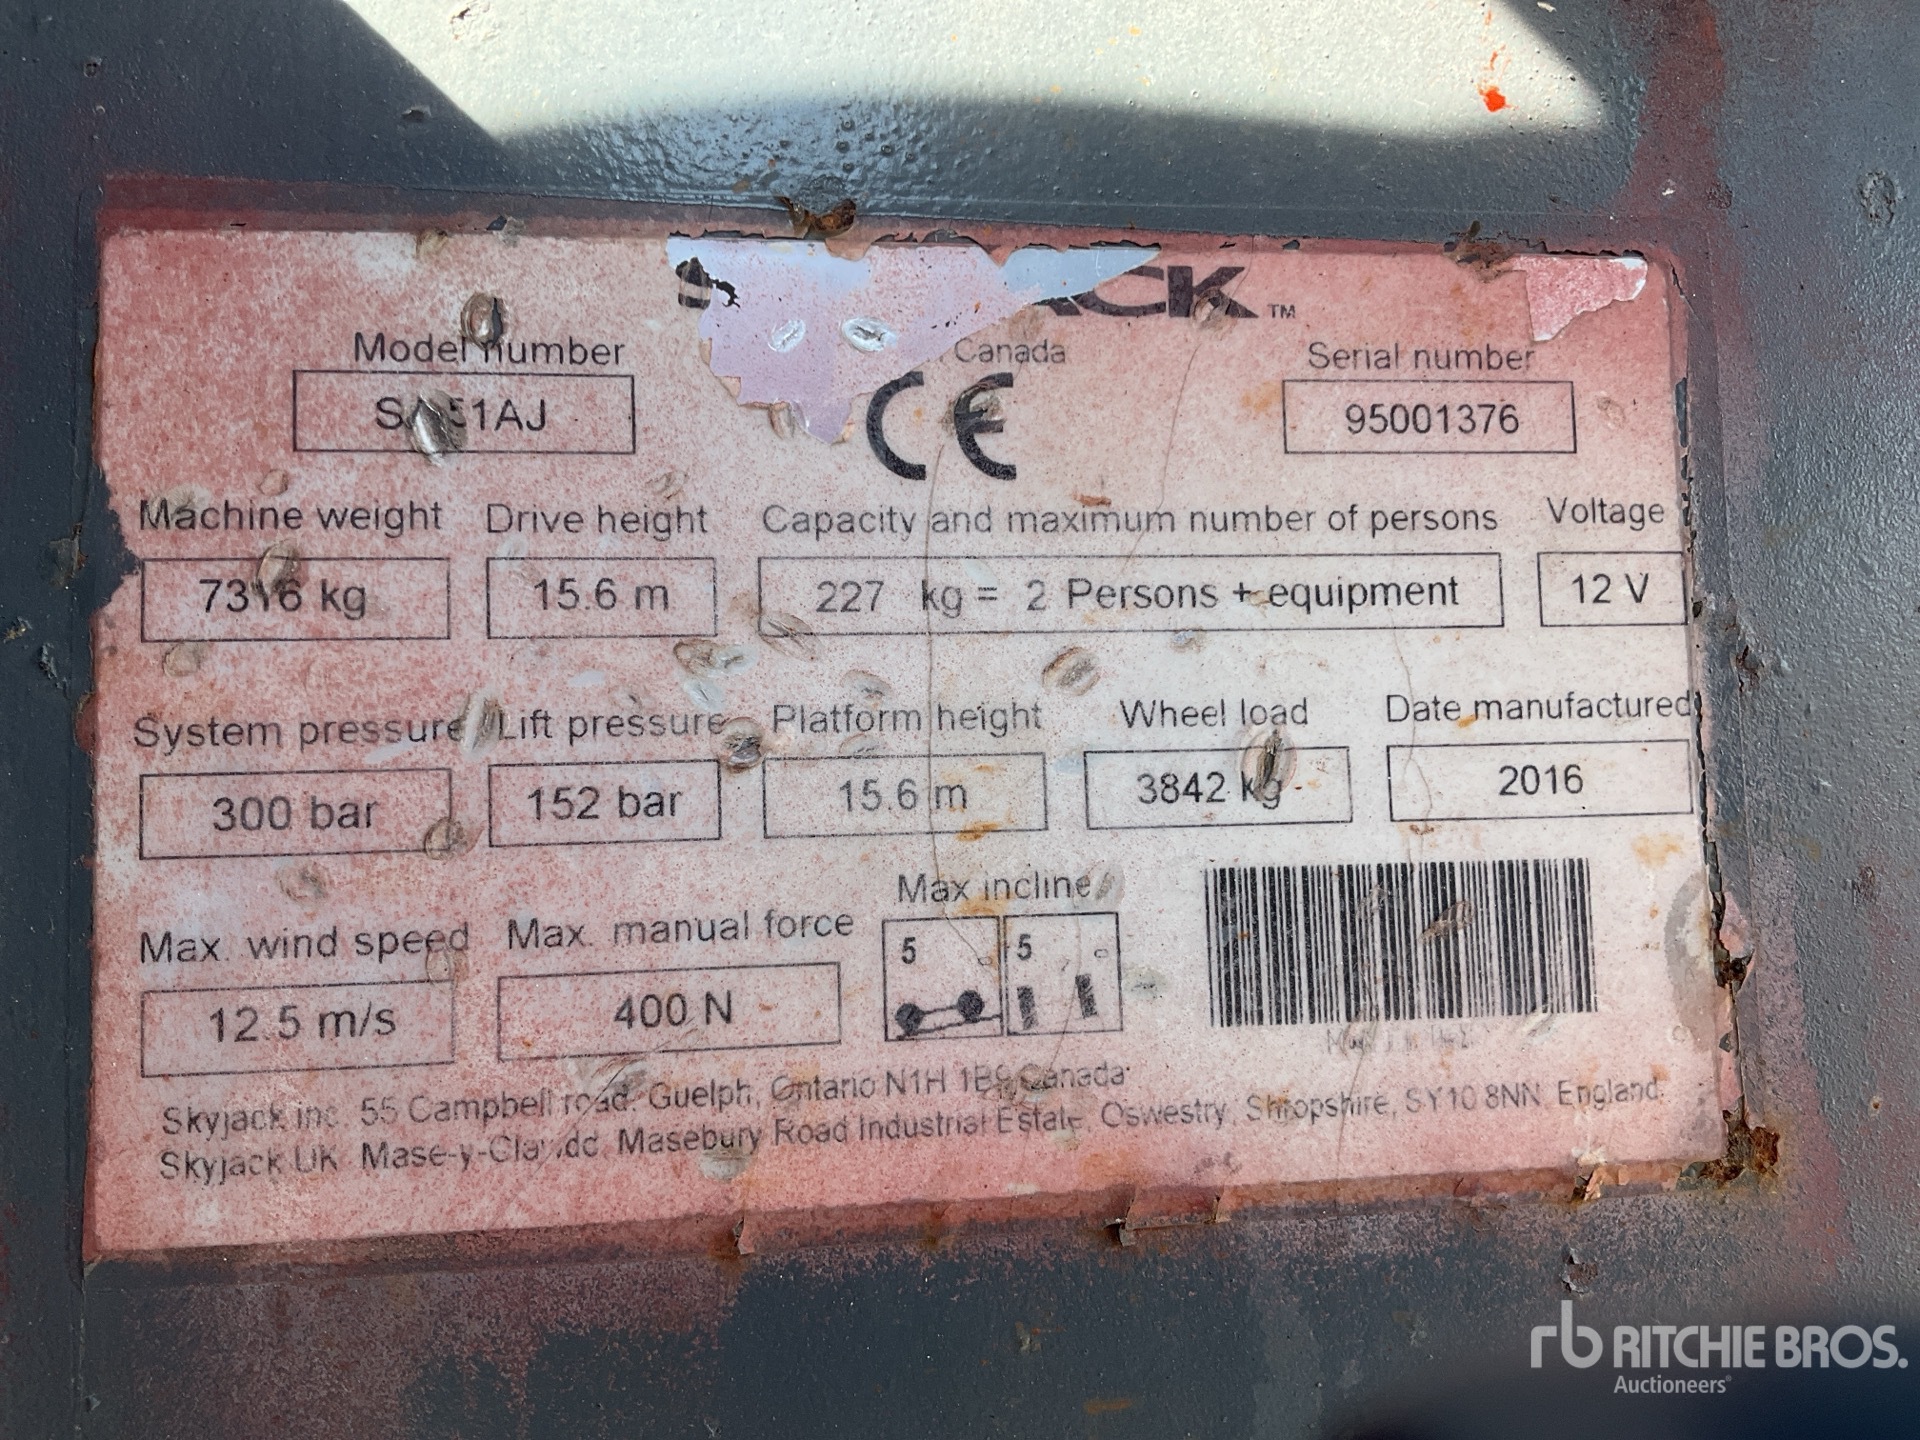 ACK™
Canada
Model number
Serial number
SA51AJ
CE
95001376
Machine weight Drive height Capacity and maximum number of persons Voltage
7316 kg 15.6 m 227 kg = 2 Persons + equipment 12 V
System pressure Lift pressure Platform height Wheel load Date manufactured
300 bar 152 bar 15.6 m 3842 kg 2016
Max. wind speed Max. manual force Max incline
5° 5°
12.5 m/s 400 N
Skyjack inc. 55 Campbell road. Guelph, Ontario N1H 1B9 Canada
Skyjack UK Masebury Road Industrial Estate, Oswestry, Shropshire, SY10 8NN England.
rb RITCHIE BROS.
Auctioneers®